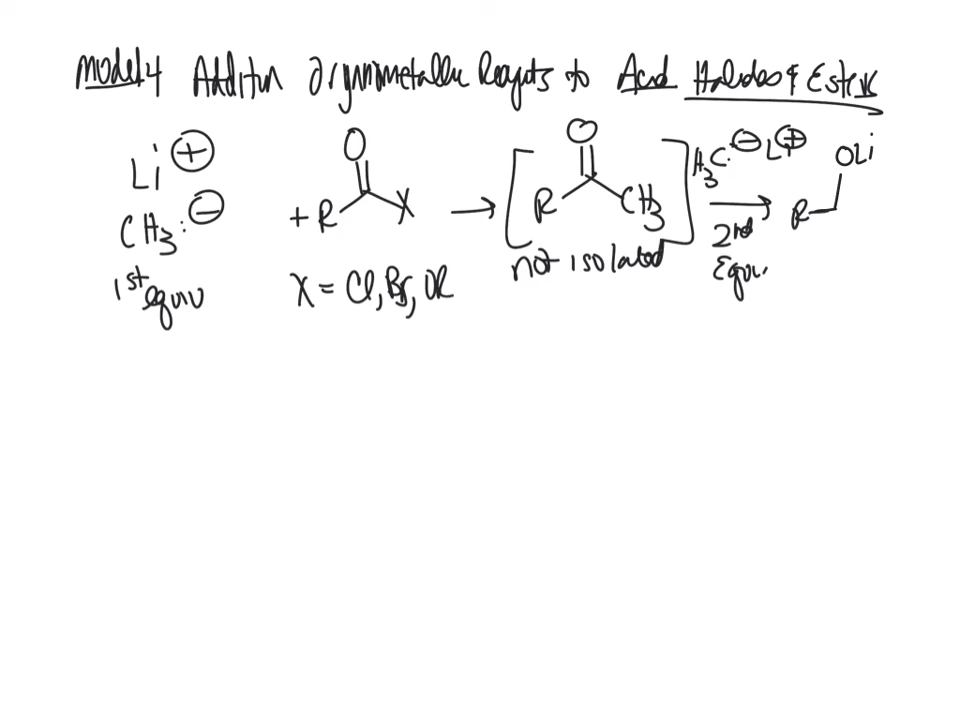 Model 4 Addition Organometallic Reagents to Acid Halides & Esters
Li ⊕ CH3: ⊖ + R O X → [ R O CH3 ] H3C: ⊖ Li ⊕ → R OLi
1st equiv
X = Cl, Br, OR
not isolated
2nd Equiv